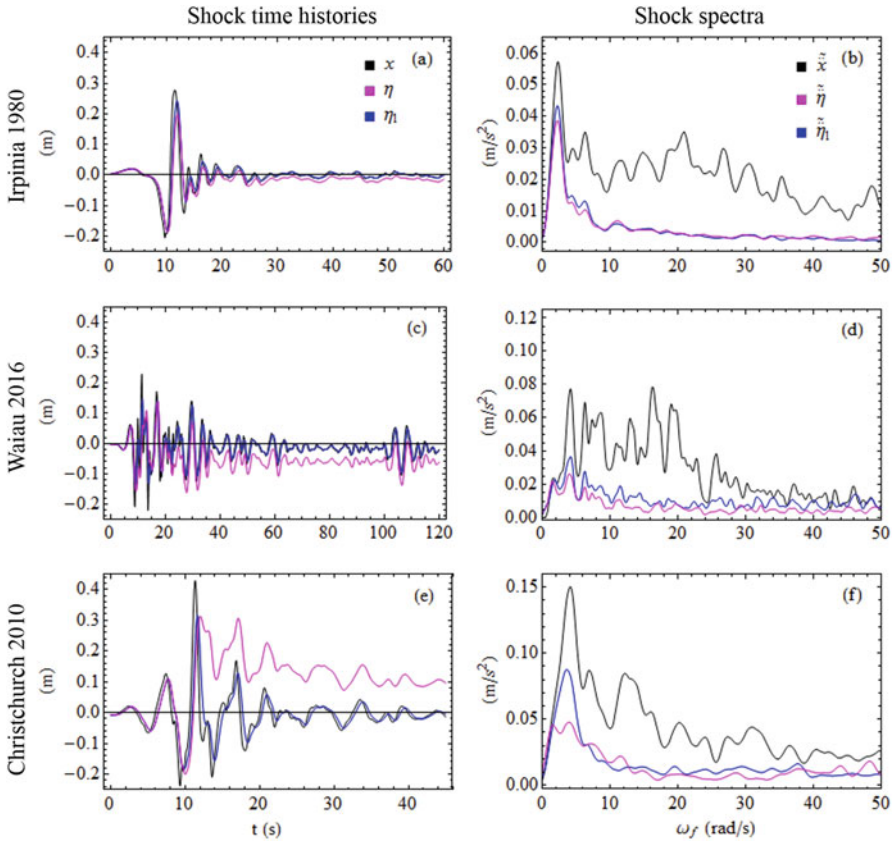 Shock time histories
Shock spectra
Irpinia 1980
(m)
0.4
0.3
0.2
0.1
0.0
−0.1
−0.2
0 10 20 30 40 50 60
(a)
x
η
η₁
(m/s²)
0.06
0.05
0.04
0.03
0.02
0.01
0.00
0 10 20 30 40 50
(b)
ẍ̃
η̈̃
η̈̃₁
Waiau 2016
(m)
0.4
0.3
0.2
0.1
0.0
−0.1
−0.2
0 20 40 60 80 100 120
(c)
(m/s²)
0.12
0.10
0.08
0.06
0.04
0.02
0.00
0 10 20 30 40 50
(d)
Christchurch 2010
(m)
0.4
0.3
0.2
0.1
0.0
−0.1
−0.2
0 10 20 30 40
t (s)
(e)
(m/s²)
0.15
0.10
0.05
0.00
0 10 20 30 40 50
ω_f (rad/s)
(f)